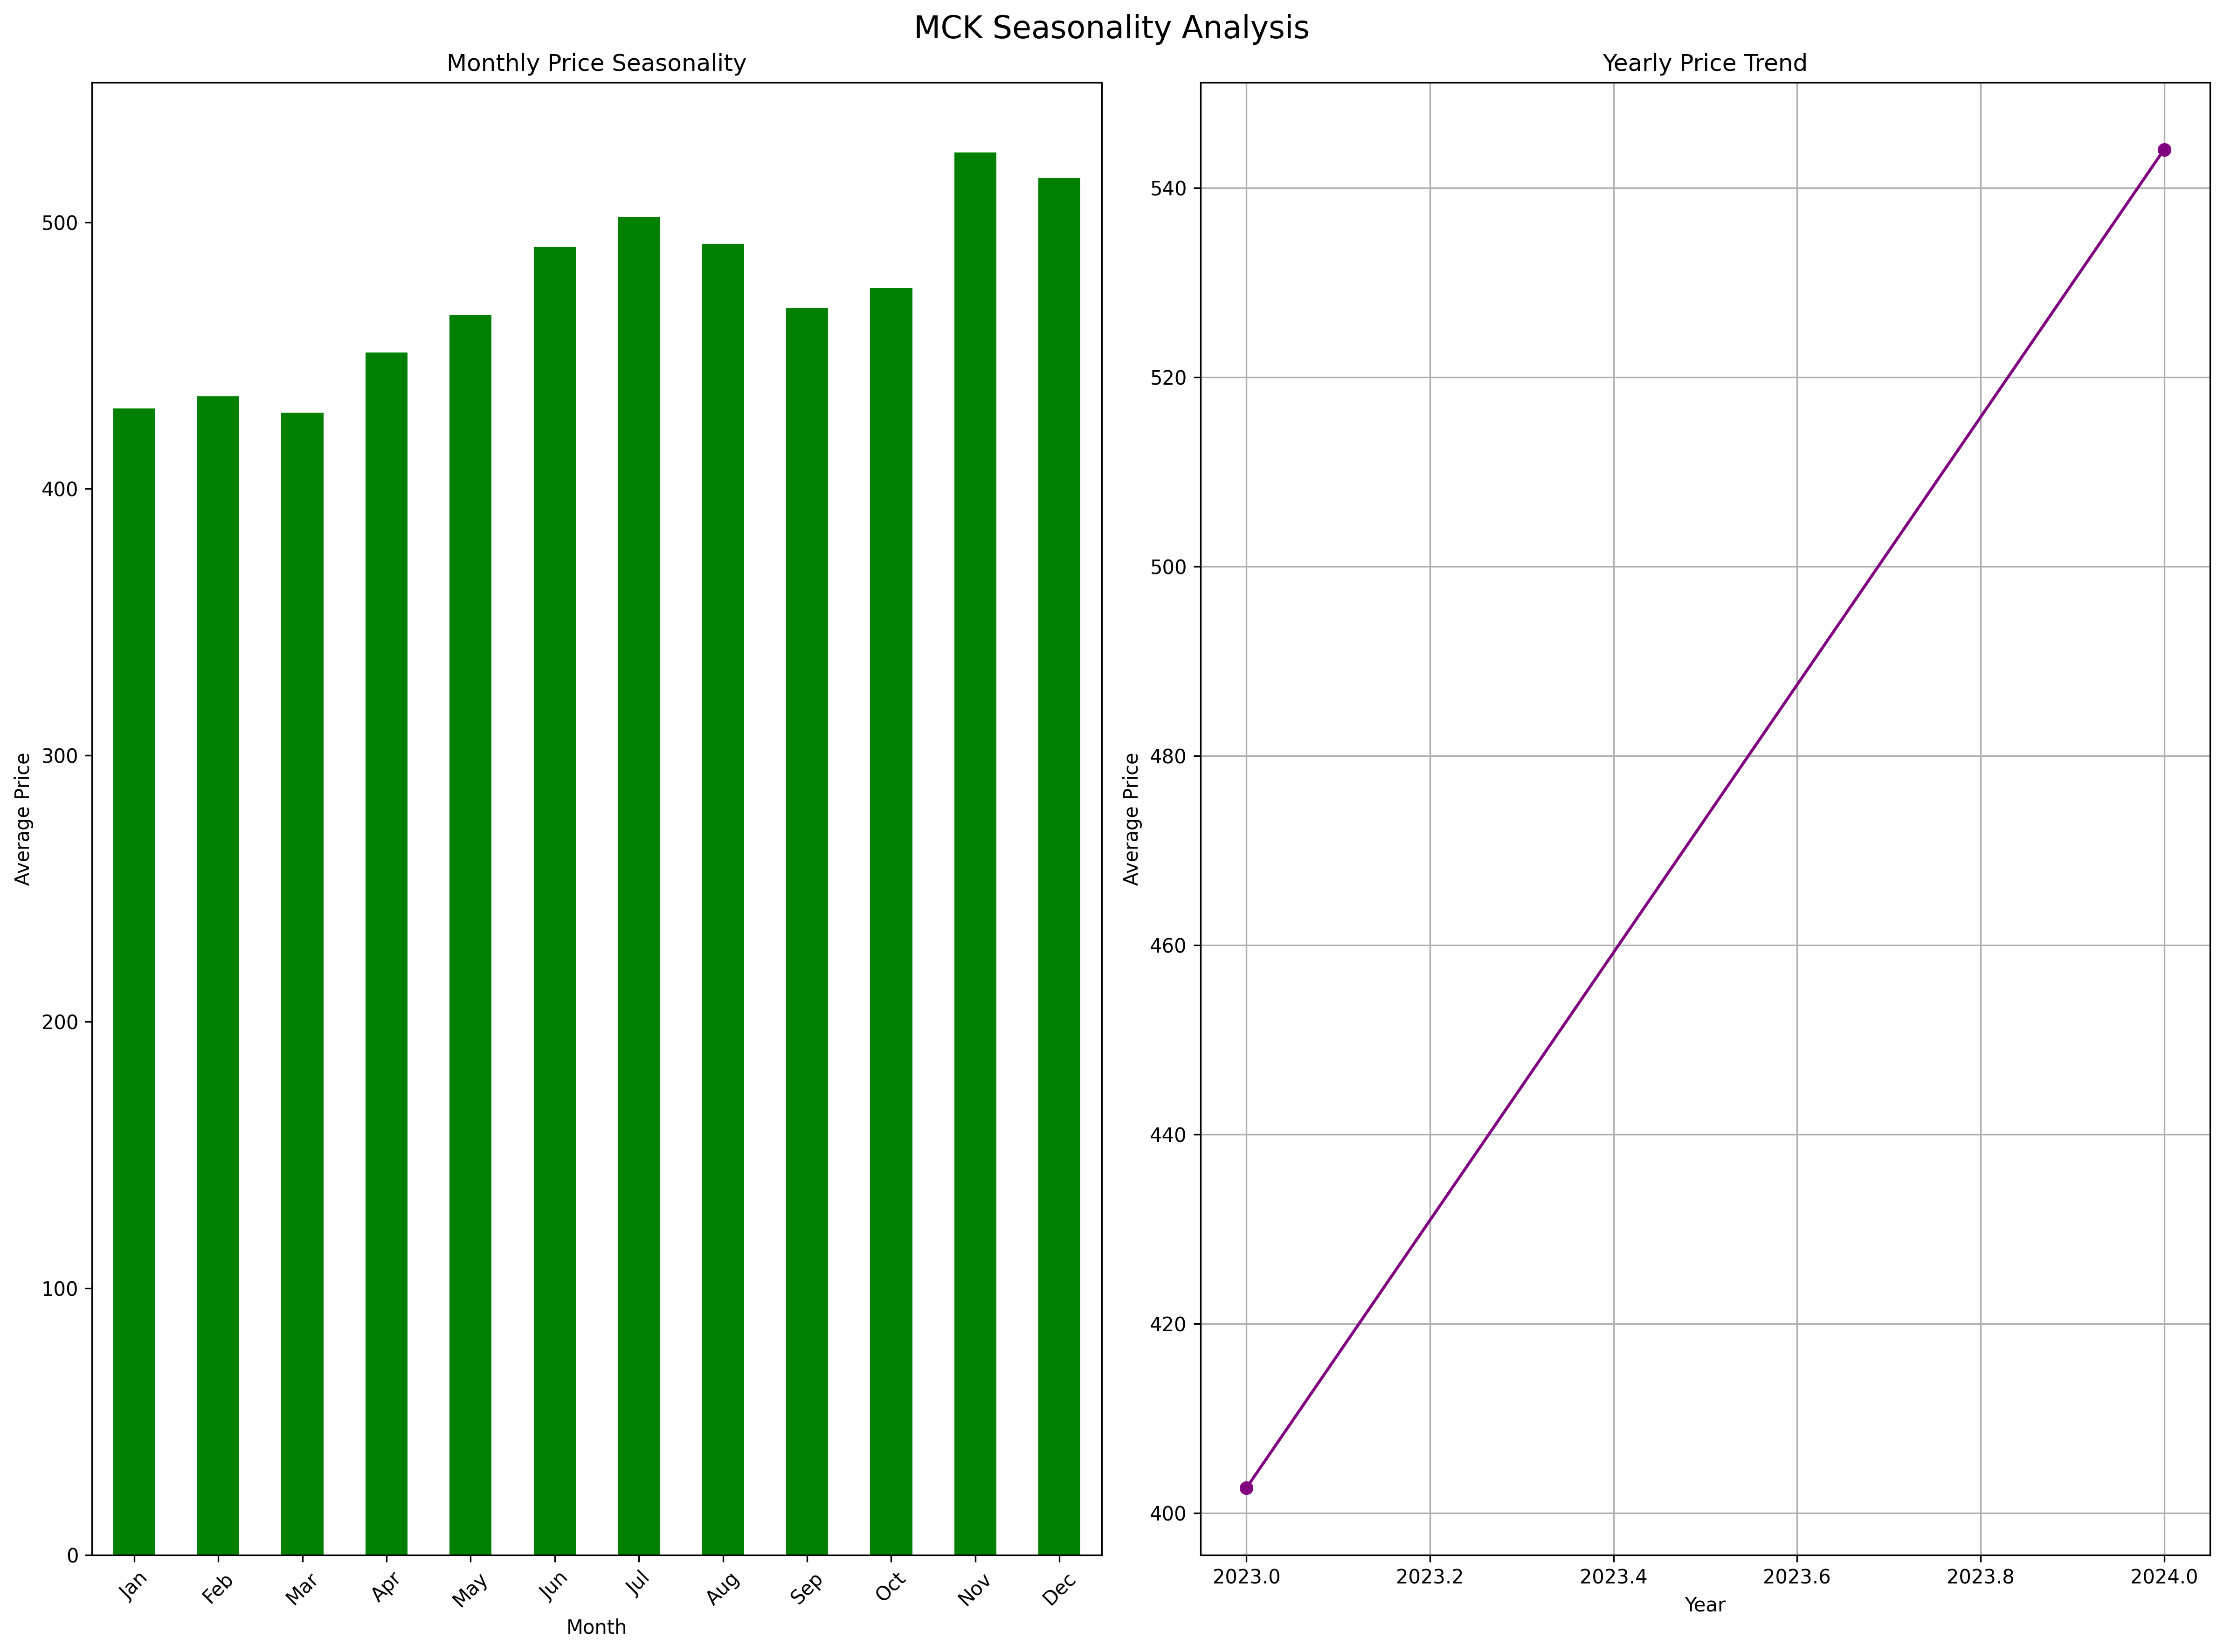 MCK Seasonality Analysis
Monthly Price Seasonality
Average Price
500
400
300
200
100
0
Jan
Feb
Mar
Apr
May
Jun
Jul
Aug
Sep
Oct
Nov
Dec
Month
Yearly Price Trend
Average Price
540
520
500
480
460
440
420
400
2023.0
2023.2
2023.4
2023.6
2023.8
2024.0
Year